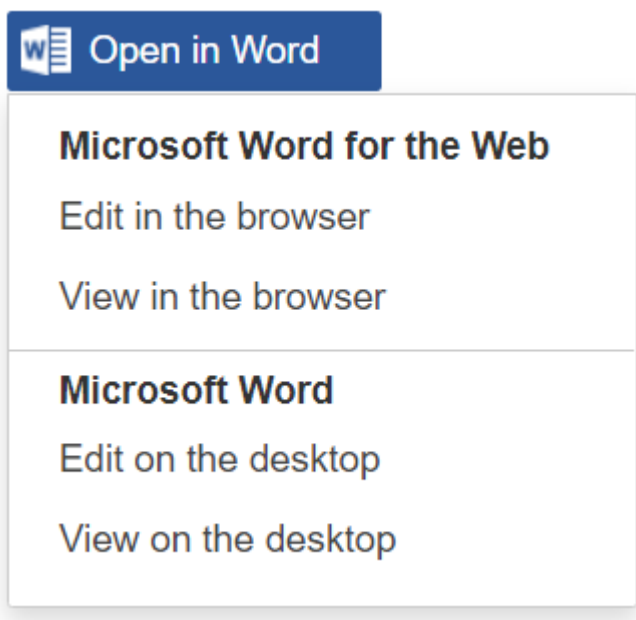 Open in Word
Microsoft Word for the Web
Edit in the browser
View in the browser
Microsoft Word
Edit on the desktop
View on the desktop